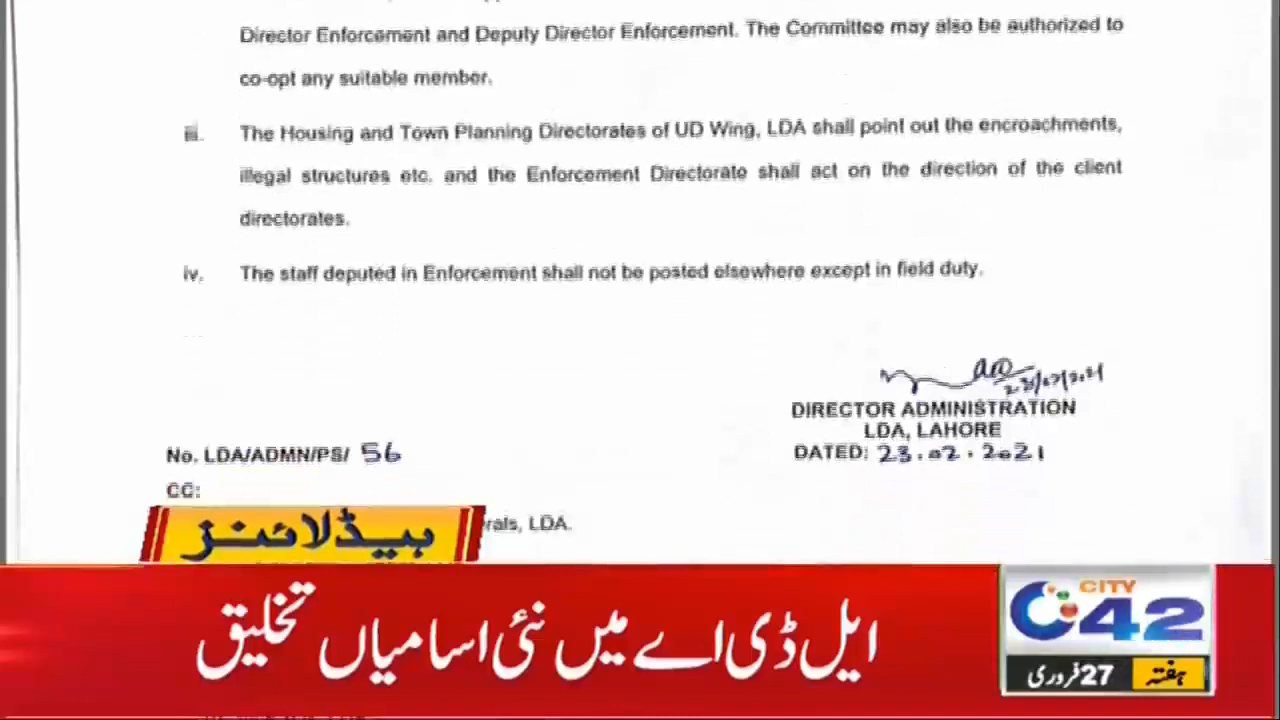 Director Enforcement and Deputy Director Enforcement. The Committee may also be authorized to
co-opt any suitable member.
iii. The Housing and Town Planning Directorates of UD Wing, LDA shall point out the encroachments,
illegal structures etc. and the Enforcement Directorate shall act on the direction of the client
directorates.
iv. The staff deputed in Enforcement shall not be posted elsewhere except in field duty.
23/02/2021
DIRECTOR ADMINISTRATION
LDA, LAHORE
DATED: 23.02.2021
No. LDA/ADMN/PS/ 56
CC:
rals, LDA.
ہیڈلائنز
ایل ڈی اے میں نئی اسامیاں تخلیق
CITY
42
ہفتہ 27 فروری